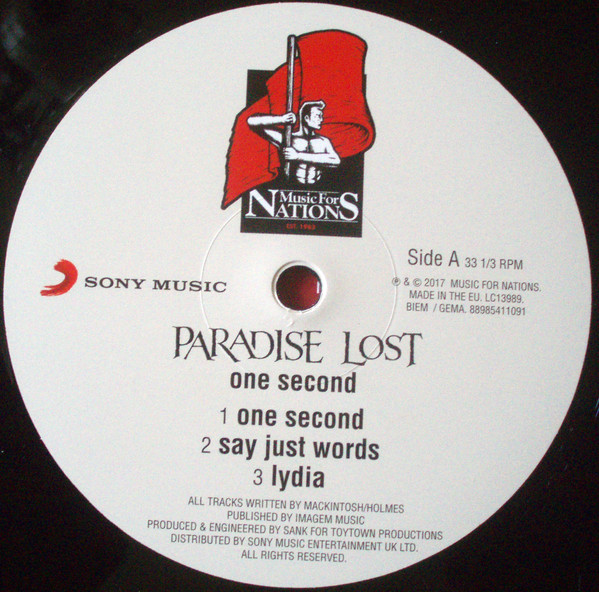 Music For
NATIONS
Est. 1983
SONY MUSIC
Side A 33 1/3 RPM
℗ & © 2017 MUSIC FOR NATIONS.
MADE IN THE EU. LC13989.
BIEM / GEMA. 88985411091
PARADISE LOST
one second
1 one second
2 say just words
3 lydia
ALL TRACKS WRITTEN BY MACKINTOSH/HOLMES
PUBLISHED BY IMAGEM MUSIC
PRODUCED & ENGINEERED BY SANK FOR TOYTOWN PRODUCTIONS
DISTRIBUTED BY SONY MUSIC ENTERTAINMENT UK LTD.
ALL RIGHTS RESERVED.